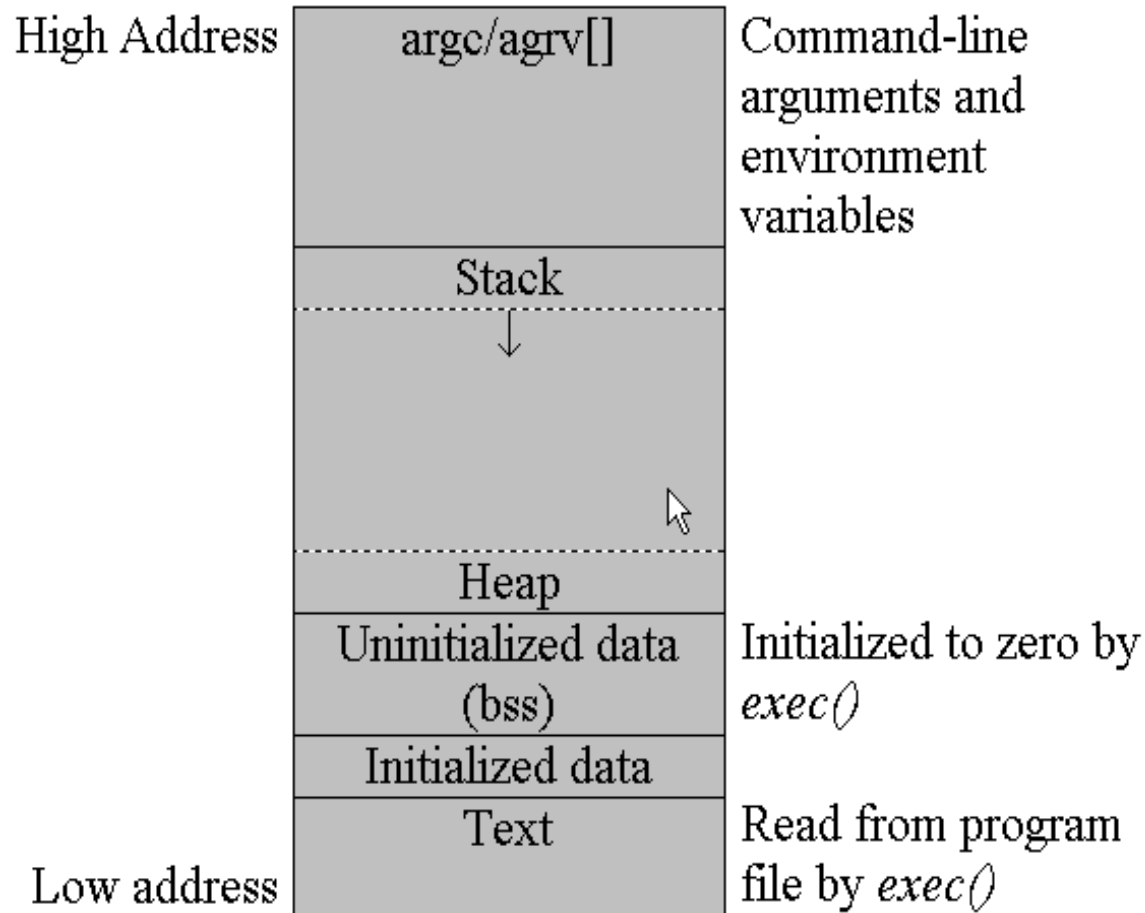 High Address
argc/agrv[]
Command-line
arguments and
environment
variables
Stack
Heap
Uninitialized data
(bss)
Initialized to zero by
exec()
Initialized data
Text
Read from program
file by exec()
Low address